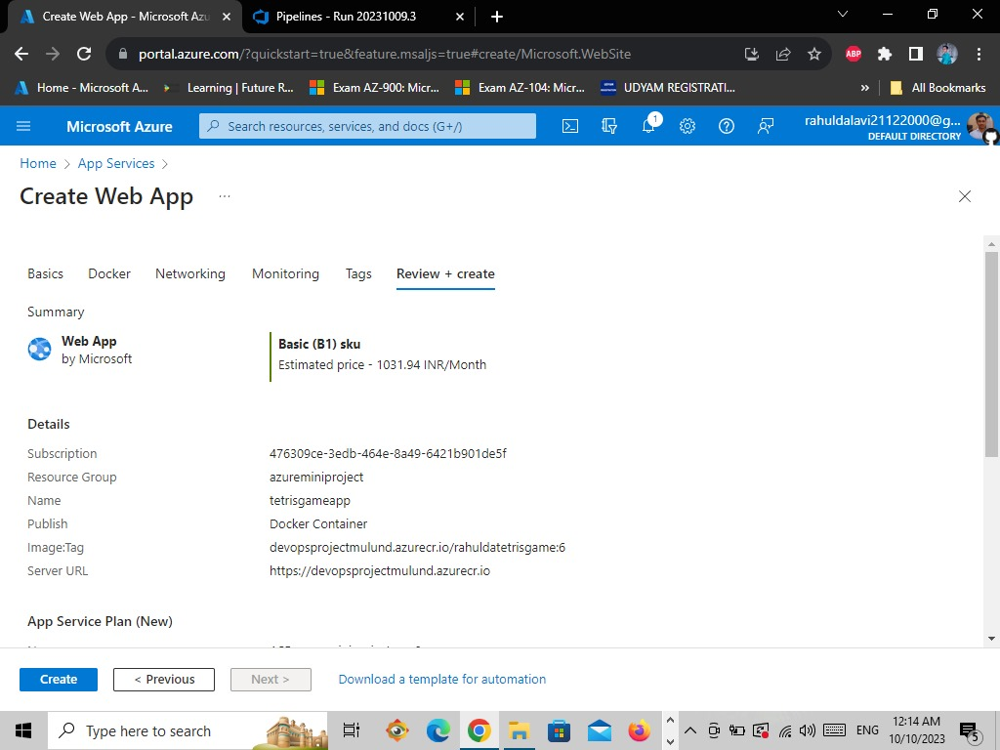 Create Web App - Microsoft Azu
Pipelines - Run 20231009.3
portal.azure.com/?quickstart=true&feature.msaljs=true#create/Microsoft.WebSite
ABP
Home - Microsoft A...
Learning | Future R...
Exam AZ-900: Micr...
Exam AZ-104: Micr...
UDYAM REGISTRATI...
»
All Bookmarks
Microsoft Azure
Search resources, services, and docs (G+/)
1
rahuldalavi21122000@g...
DEFAULT DIRECTORY
Home > App Services >
Create Web App ...
Basics
Docker
Networking
Monitoring
Tags
Review + create
Summary
Web App
by Microsoft
Basic (B1) sku
Estimated price - 1031.94 INR/Month
Details
Subscription 476309ce-3edb-464e-8a49-6421b901de5f
Resource Group azureminiproject
Name tetrisgameapp
Publish Docker Container
Image:Tag devopsprojectmulund.azurecr.io/rahuldatetrisgame:6
Server URL https://devopsprojectmulund.azurecr.io
App Service Plan (New)
Create
< Previous
Next >
Download a template for automation
Type here to search
ENG
12:14 AM
10/10/2023
5